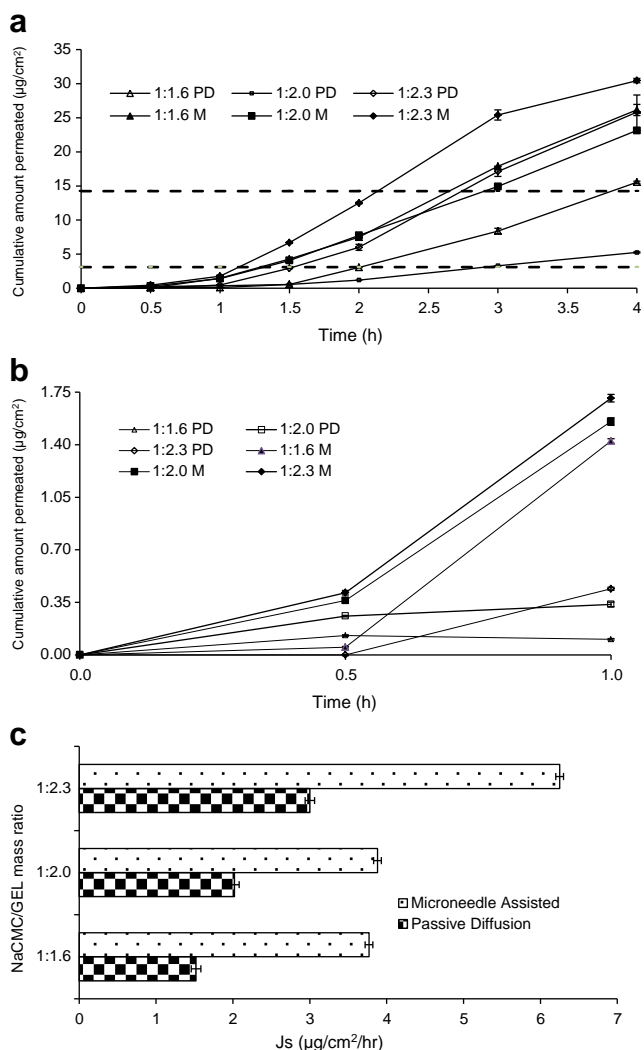 a
35
30
25
20
15
10
5
0
Cumulative amount permeated (µg/cm²)
1:1.6 PD 1:2.0 PD 1:2.3 PD
1:1.6 M 1:2.0 M 1:2.3 M
0 0.5 1 1.5 2 2.5 3 3.5 4
Time (h)
b
1.75
1.40
1.05
0.70
0.35
0.00
Cumulative amount permeated (µg/cm²)
1:1.6 PD 1:2.0 PD
1:2.3 PD 1:1.6 M
1:2.0 M 1:2.3 M
0.0 0.5 1.0
Time (h)
c
NaCMC/GEL mass ratio
1:2.3
1:2.0
1:1.6
Microneedle Assisted
Passive Diffusion
0 1 2 3 4 5 6 7
Js (µg/cm²/hr)